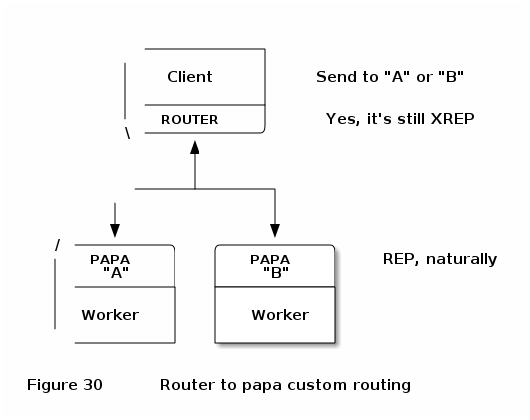 Client
Send to "A" or "B"
ROUTER
Yes, it's still XREP
PAPA
"A"
PAPA
"B"
REP, naturally
Worker
Worker
Figure 30
Router to papa custom routing